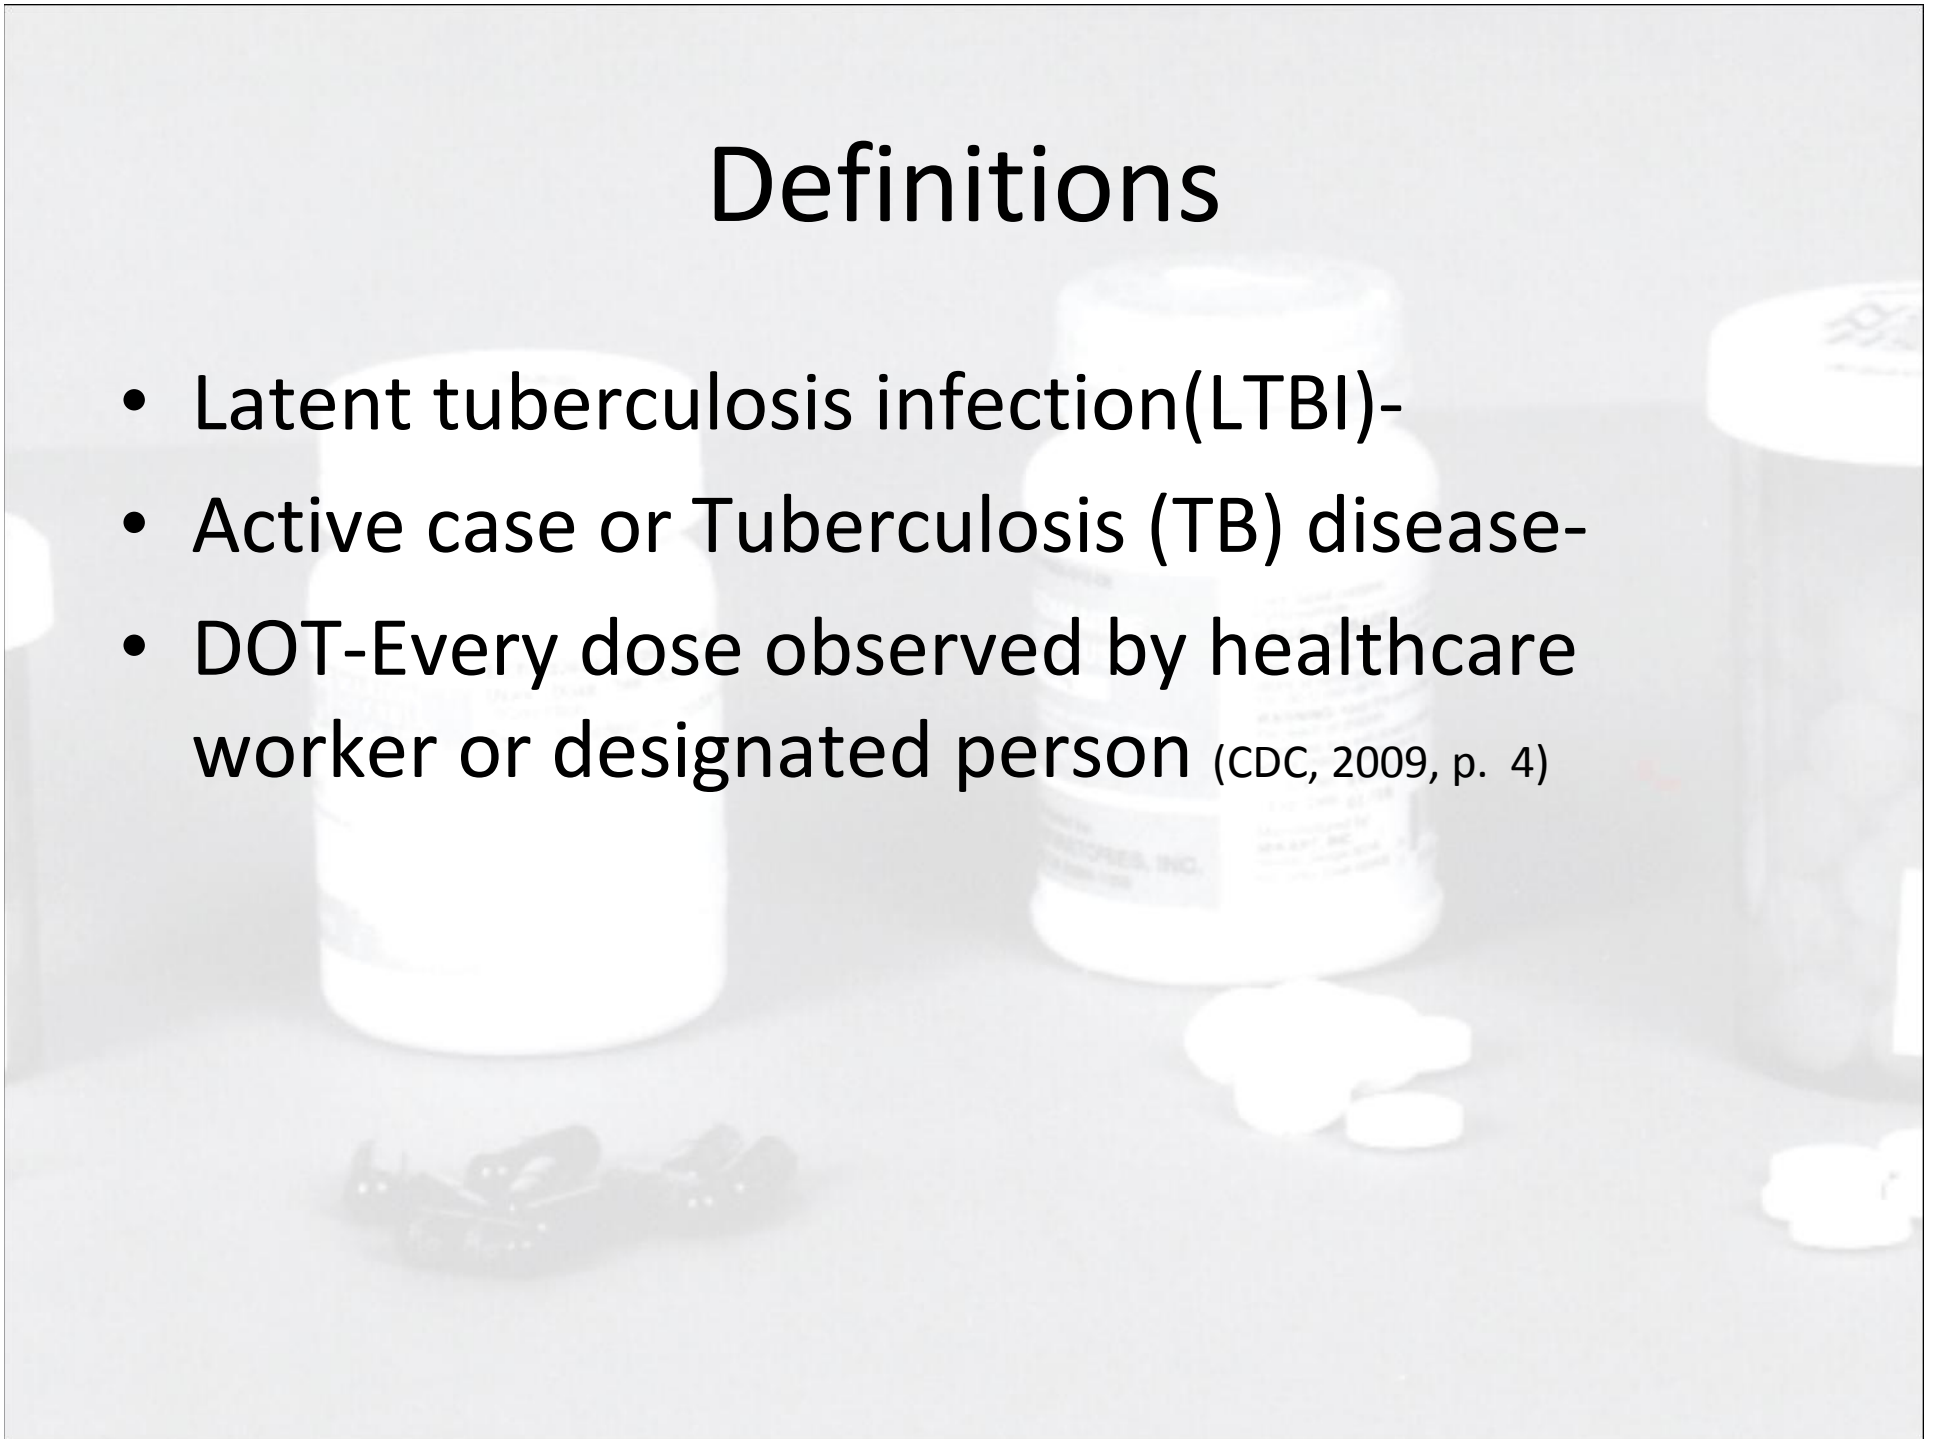 Definitions
• Latent tuberculosis infection(LTBI)-
• Active case or Tuberculosis (TB) disease-
• DOT-Every dose observed by healthcare
worker or designated person (CDC, 2009, p.  4)